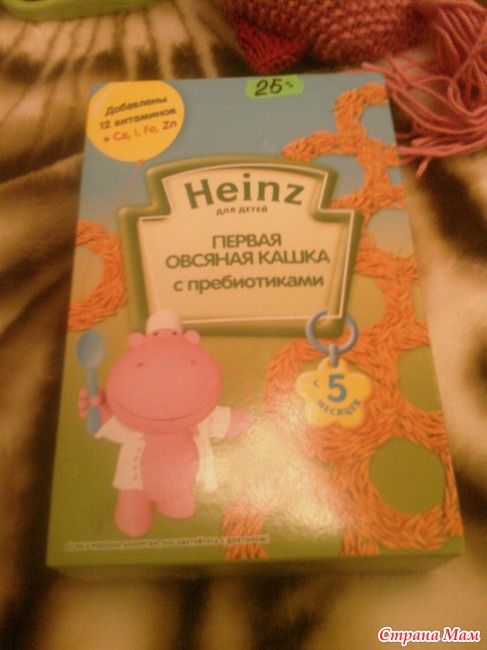 25=
Добавлены
12 витаминов
+ Ca, I, Fe, Zn
Heinz
ДЛЯ ДЕТЕЙ
ПЕРВАЯ
ОВСЯНАЯ КАШКА
с пребиотиками
с
5
месяцев
Страна Мам